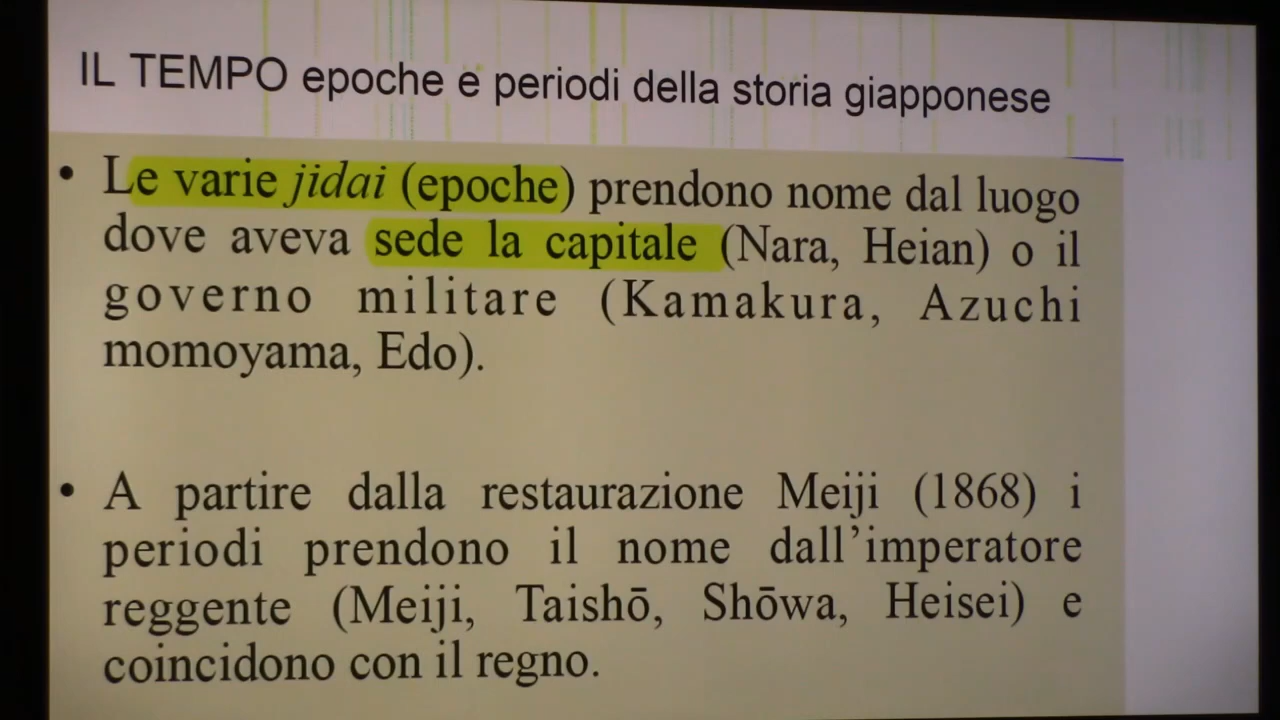 IL TEMPO epoche e periodi della storia giapponese
• Le varie jidai (epoche) prendono nome dal luogo
dove aveva sede la capitale (Nara, Heian) o il
governo militare (Kamakura, Azuchi
momoyama, Edo).
• A partire dalla restaurazione Meiji (1868) i
periodi prendono il nome dall’imperatore
reggente (Meiji, Taishō, Shōwa, Heisei) e
coincidono con il regno.